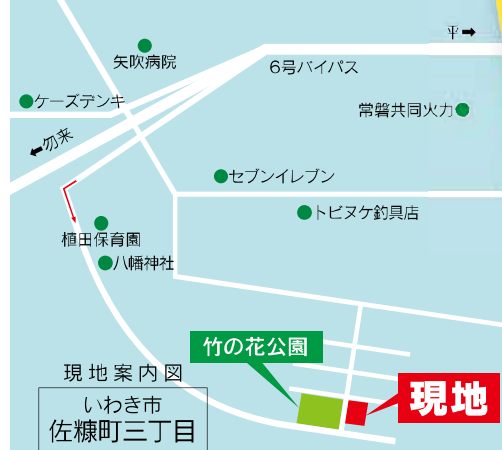 平➡
矢吹病院
6号バイパス
ケーズデンキ
常磐共同火力
⬅勿来
セブンイレブン
トビヌケ釣具店
植田保育園
八幡神社
竹の花公園
現地案内図
現地
いわき市
佐糠町三丁目